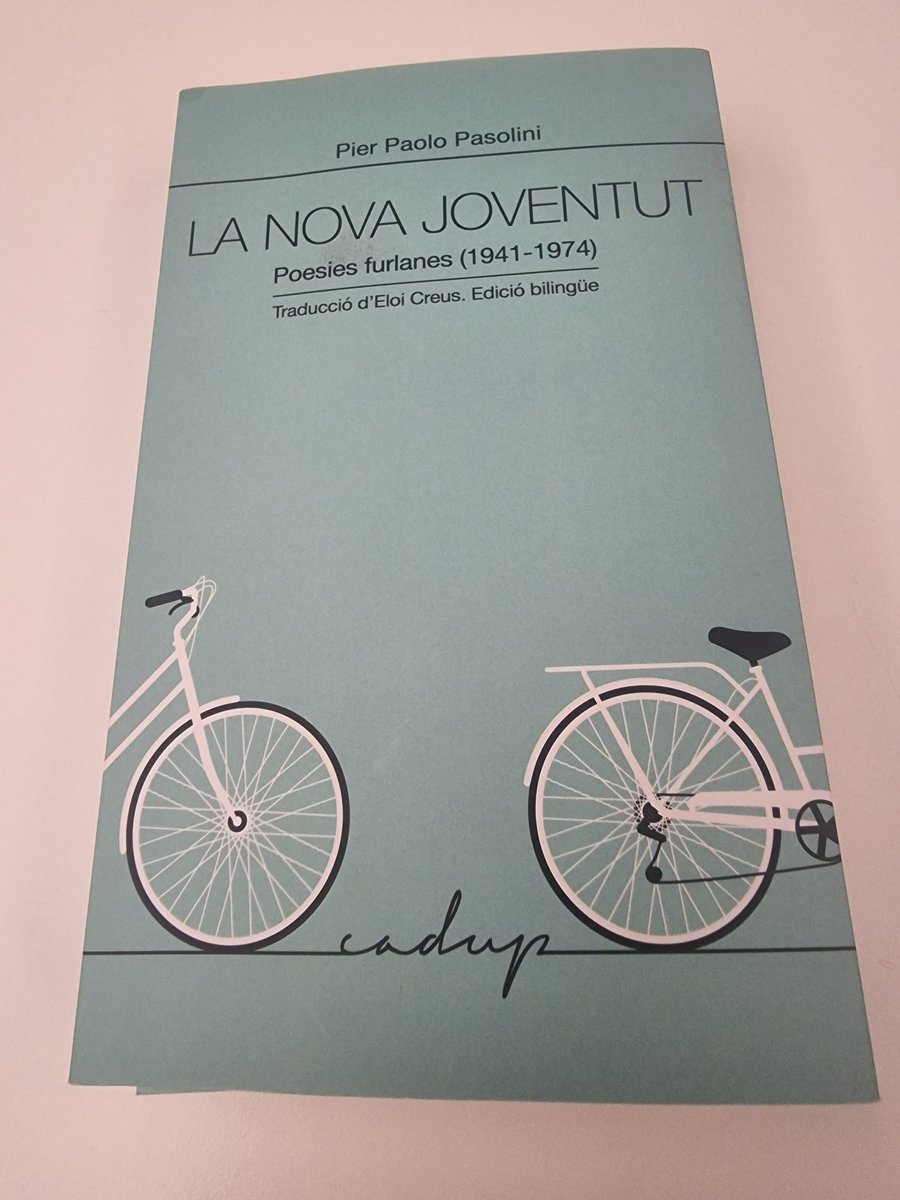 Pier Paolo Pasolini
LA NOVA JOVENTUT
Poesies furlanes (1941-1974)
Traducció d'Eloi Creus. Edició bilingüe
cadup